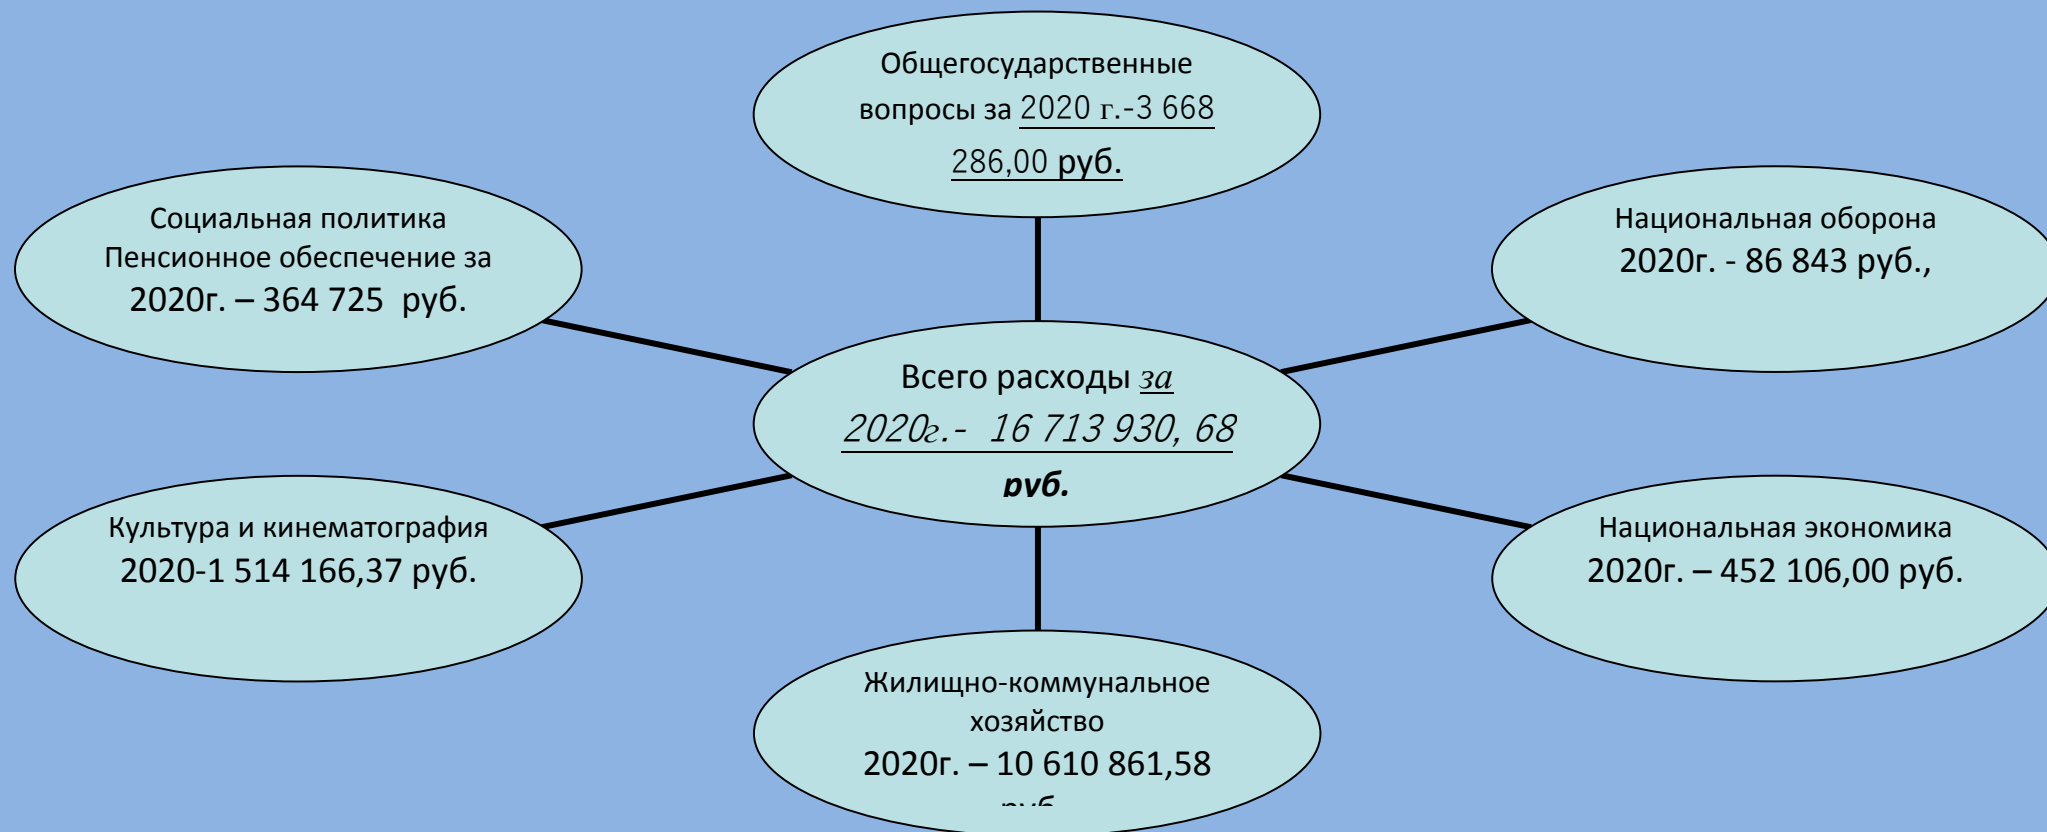 Общегосударственные
вопросы за 2020 г.-3 668
286,00 руб.
Социальная политика
Пенсионное обеспечение за
2020г. – 364 725 руб.
Национальная оборона
2020г. - 86 843 руб.,
Всего расходы за
2020г.- 16 713 930, 68
руб.
Культура и кинематография
2020-1 514 166,37 руб.
Национальная экономика
2020г. – 452 106,00 руб.
Жилищно-коммунальное
хозяйство
2020г. – 10 610 861,58
руб